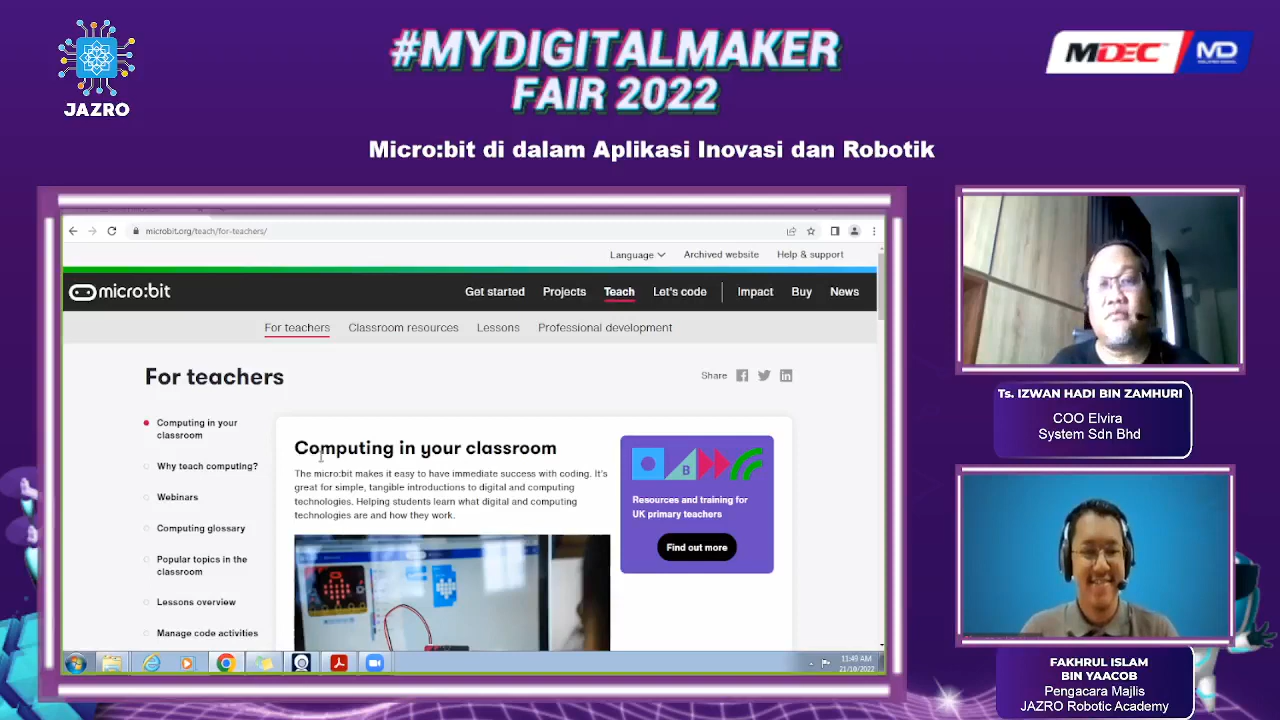 JAZRO
#MYDIGITALMAKER
FAIR 2022
MDEC
MD
Micro:bit di dalam Aplikasi Inovasi dan Robotik
microbit.org/teach/for-teachers/
Language
Archived website
Help & support
micro:bit
Get started
Projects
Teach
Let's code
Impact
Buy
News
For teachers
Classroom resources
Lessons
Professional development
For teachers
Share
Computing in your
classroom
Why teach computing?
Webinars
Computing glossary
Popular topics in the
classroom
Lessons overview
Manage code activities
Computing in your classroom
The micro:bit makes it easy to have immediate success with coding. It's
great for simple, tangible introductions to digital and computing
technologies. Helping students learn what digital and computing
technologies are and how they work.
B
Resources and training for
UK primary teachers
Find out more
11:49 AM
21/10/2022
Ts. IZWAN HADI BIN ZAMHURI
COO Elvira
System Sdn Bhd
FAKHRUL ISLAM
BIN YAACOB
Pengacara Majlis
JAZRO Robotic Academy